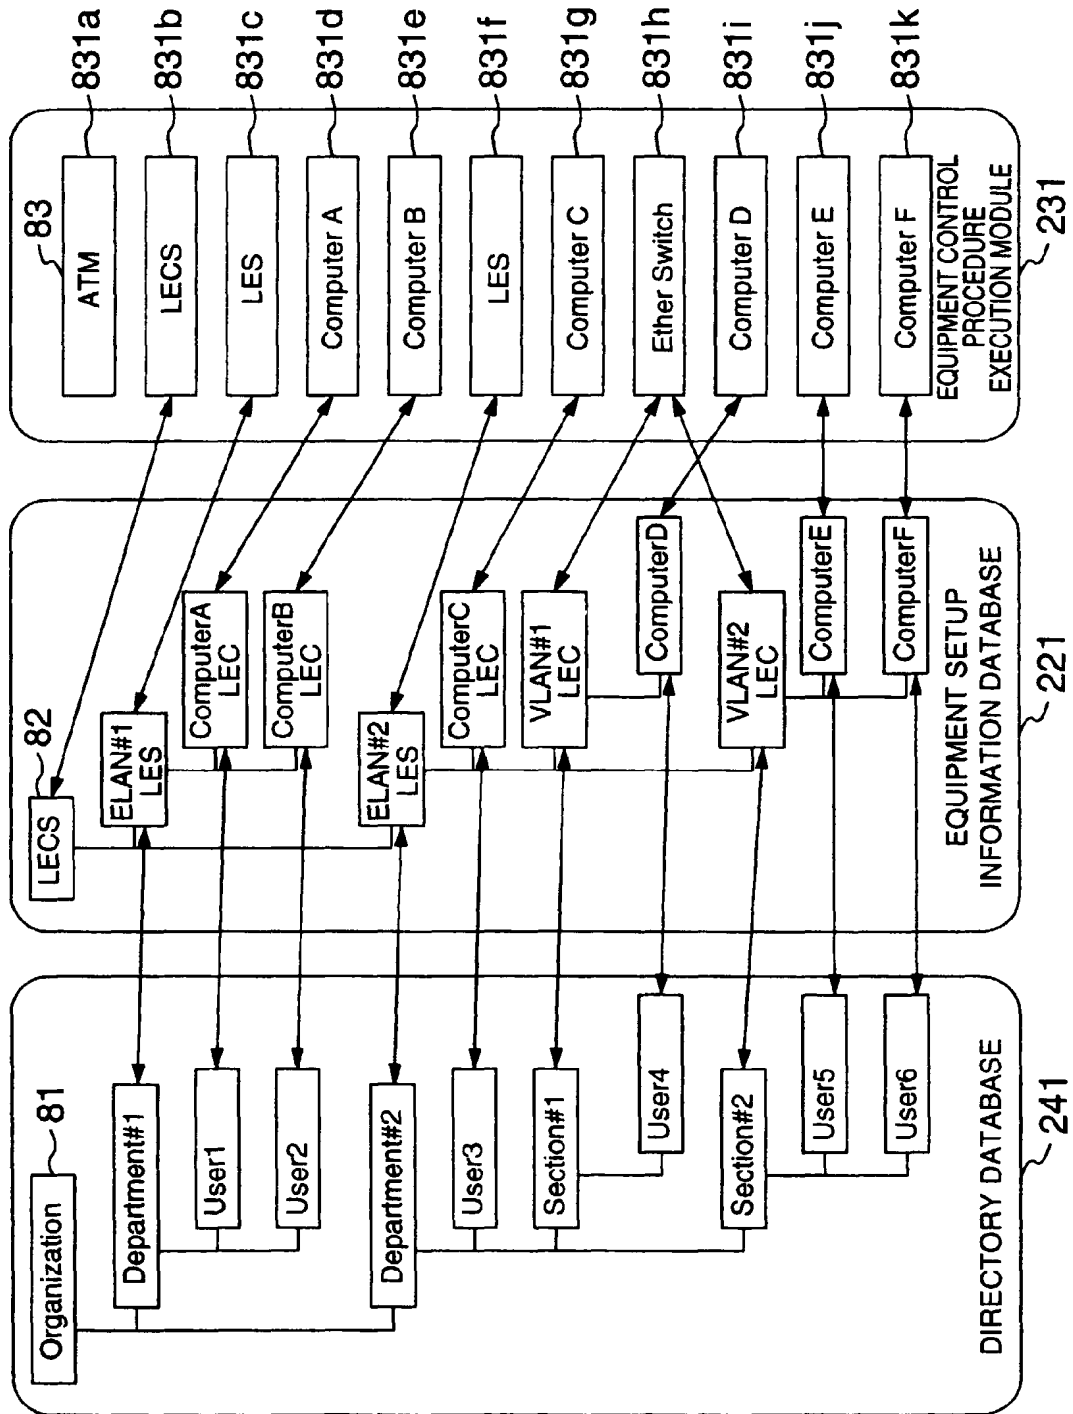 Organization
81
Department#1
User1
User2
Department#2
User3
Section#1
User4
Section#2
User5
User6
DIRECTORY DATABASE
241
LECS
82
ELAN#1
LES
ComputerA
LEC
ComputerB
LEC
ELAN#2
LES
ComputerC
LEC
VLAN#1
LEC
ComputerD
VLAN#2
LEC
ComputerE
ComputerF
EQUIPMENT SETUP
INFORMATION DATABASE
221
83
ATM
831a
LECS
831b
LES
831c
Computer A
831d
Computer B
831e
LES
831f
Computer C
831g
Ether Switch
831h
Computer D
831i
Computer E
831j
Computer F
831k
EQUIPMENT CONTROL
PROCEDURE
EXECUTION MODULE
231